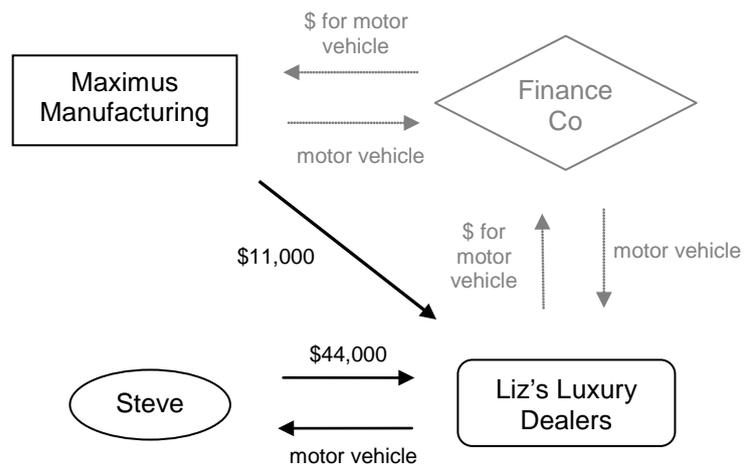 $ for motor
vehicle
Maximus
Manufacturing
Finance
Co
motor vehicle
$11,000
$ for
motor
vehicle
motor vehicle
$44,000
Steve
Liz's Luxury
Dealers
motor vehicle